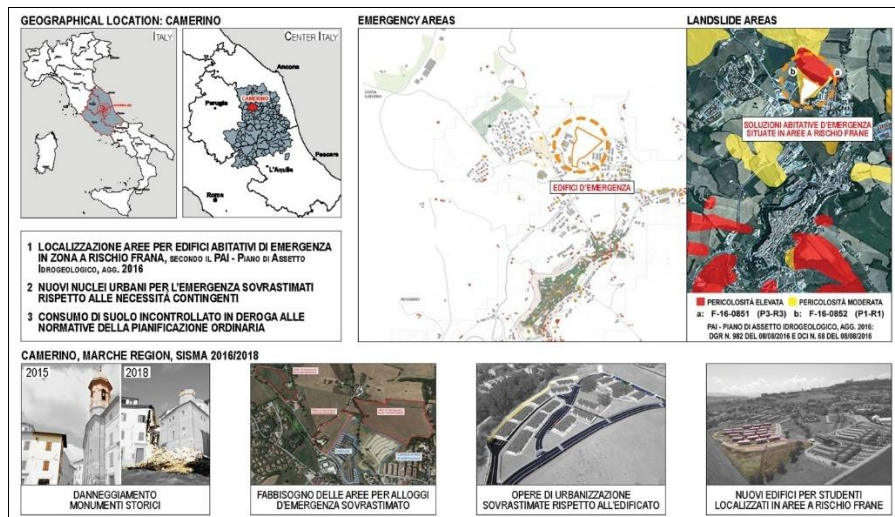 GEOGRAPHICAL LOCATION: CAMERINO
ITALY
CENTER ITALY
Ancona
Perugia
CAMERINO
Pescara
L'Aquila
Roma
EMERGENCY AREAS
EDIFICI D'EMERGENZA
LANDSLIDE AREAS
b
a
SOLUZIONI ABITATIVE D'EMERGENZA
SITUATE IN AREE A RISCHIO FRANE
PERICOLOSITÀ ELEVATA
PERICOLOSITÀ MODERATA
a: F-16-0851 (P3-R3) b: F-16-0852 (P1-R1)
PAI - PIANO DI ASSETTO IDROGEOLOGICO, AGG. 2016:
DGR N. 982 DEL 08/08/2016 E DCI N. 68 DEL 08/08/2016
1 LOCALIZZAZIONE AREE PER EDIFICI ABITATIVI DI EMERGENZA
IN ZONA A RISCHIO FRANA, SECONDO IL PAI - PIANO DI ASSETTO
IDROGEOLOGICO, AGG. 2016
2 NUOVI NUCLEI URBANI PER L'EMERGENZA SOVRASTIMATI
RISPETTO ALLE NECESSITÀ CONTINGENTI
3 CONSUMO DI SUOLO INCONTROLLATO IN DEROGA ALLE
NORMATIVE DELLA PIANIFICAZIONE ORDINARIA
CAMERINO, MARCHE REGION, SISMA 2016/2018
2015
2018
DANNEGGIAMENTO
MONUMENTI STORICI
FABBISOGNO DELLE AREE PER ALLOGGI
D'EMERGENZA SOVRASTIMATO
OPERE DI URBANIZZAZIONE
SOVRASTIMATE RISPETTO ALL'EDIFICATO
NUOVI EDIFICI PER STUDENTI
LOCALIZZATI IN AREE A RISCHIO FRANE